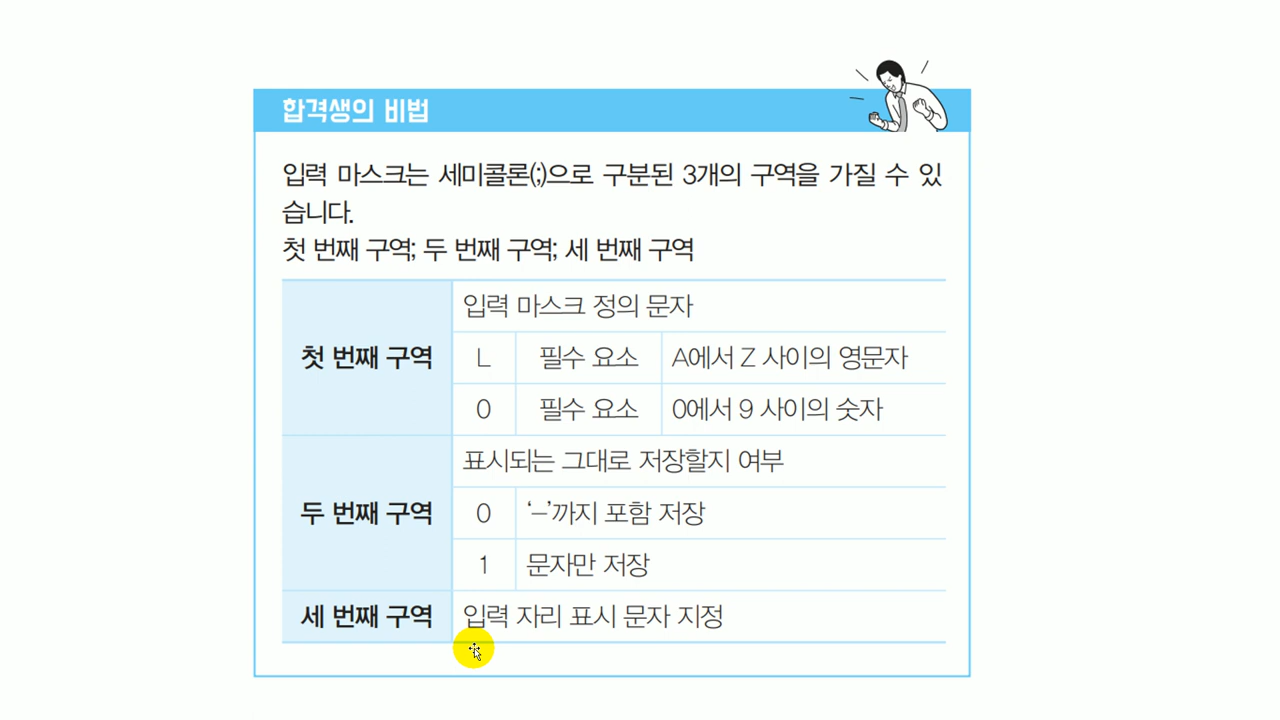 합격생의 비법
입력 마스크는 세미콜론(;)으로 구분된 3개의 구역을 가질 수 있
습니다.
첫 번째 구역; 두 번째 구역; 세 번째 구역
첫 번째 구역
입력 마스크 정의 문자
L 필수 요소 A에서 Z 사이의 영문자
0 필수 요소 0에서 9 사이의 숫자
두 번째 구역
표시되는 그대로 저장할지 여부
0 ‘–’까지 포함 저장
1 문자만 저장
세 번째 구역 입력 자리 표시 문자 지정